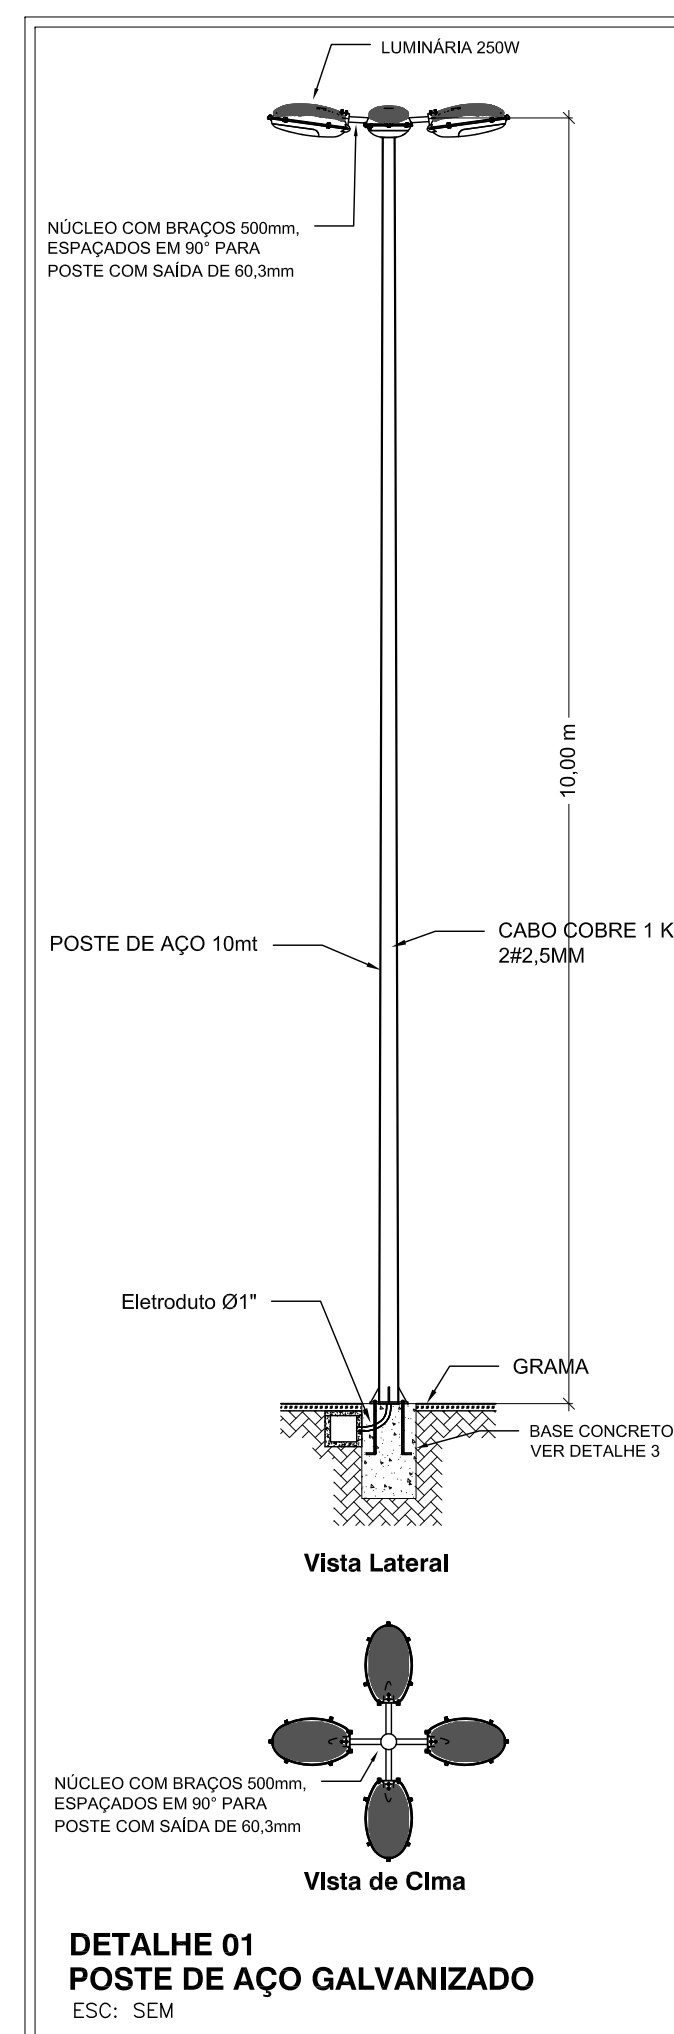 LUMINÁRIA 250W
NÚCLEO COM BRAÇOS 500mm,
ESPAÇADOS EM 90° PARA
POSTE COM SAÍDA DE 60,3mm
10,00 m
POSTE DE AÇO 10mt
CABO COBRE 1 K
2#2,5MM
Eletroduto Ø1"
GRAMA
BASE CONCRETO
VER DETALHE 3
Vista Lateral
NÚCLEO COM BRAÇOS 500mm,
ESPAÇADOS EM 90° PARA
POSTE COM SAÍDA DE 60,3mm
Vista de Cima
DETALHE 01
POSTE DE AÇO GALVANIZADO
ESC: SEM